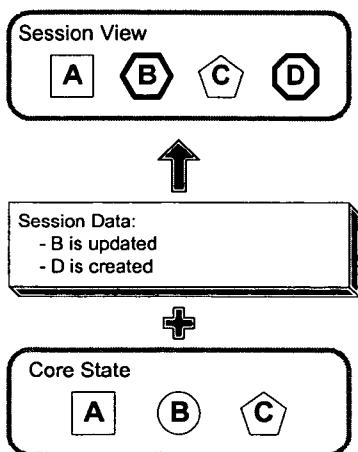 Session View
A B C D
Session Data:
- B is updated
- D is created
Core State
A B C